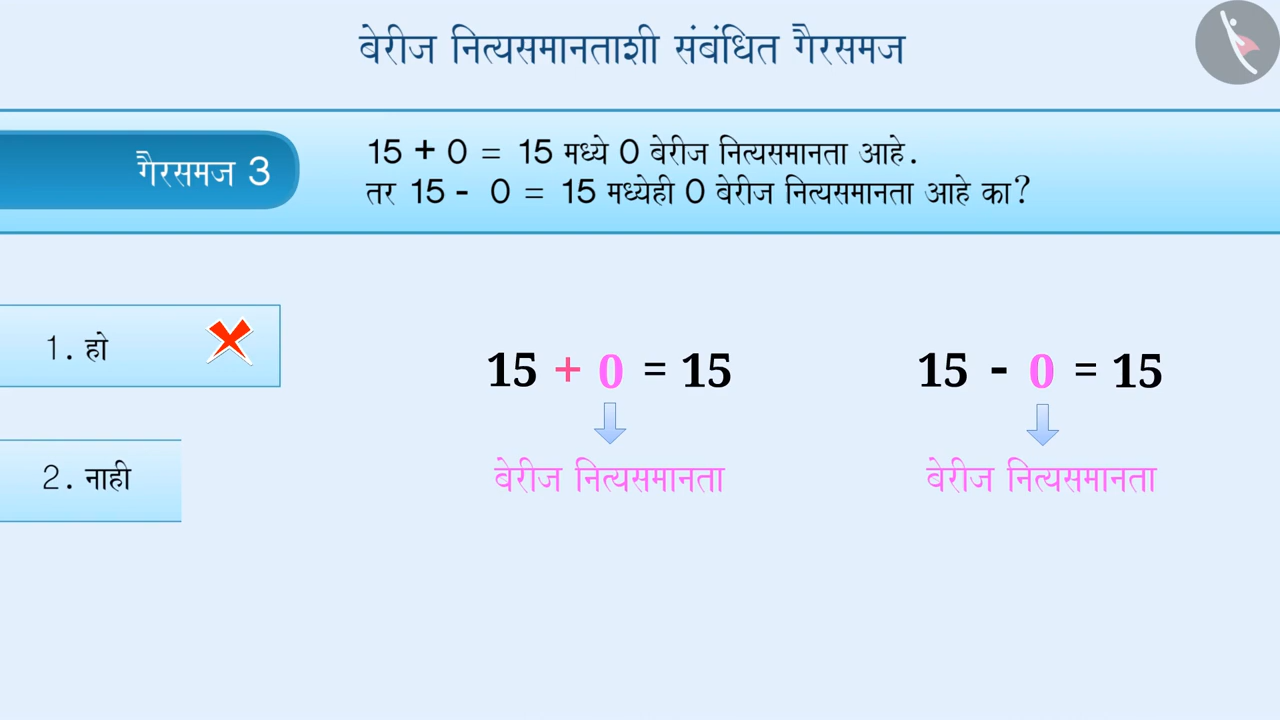 बेरीज नित्यसमानताशी संबंधित गैरसमज
गैरसमज 3
15 + 0 = 15 मध्ये 0 बेरीज नित्यसमानता आहे.
तर 15 - 0 = 15 मध्येही 0 बेरीज नित्यसमानता आहे का?
1. हो
15 + 0 = 15
15 - 0 = 15
बेरीज नित्यसमानता
बेरीज नित्यसमानता
2. नाही